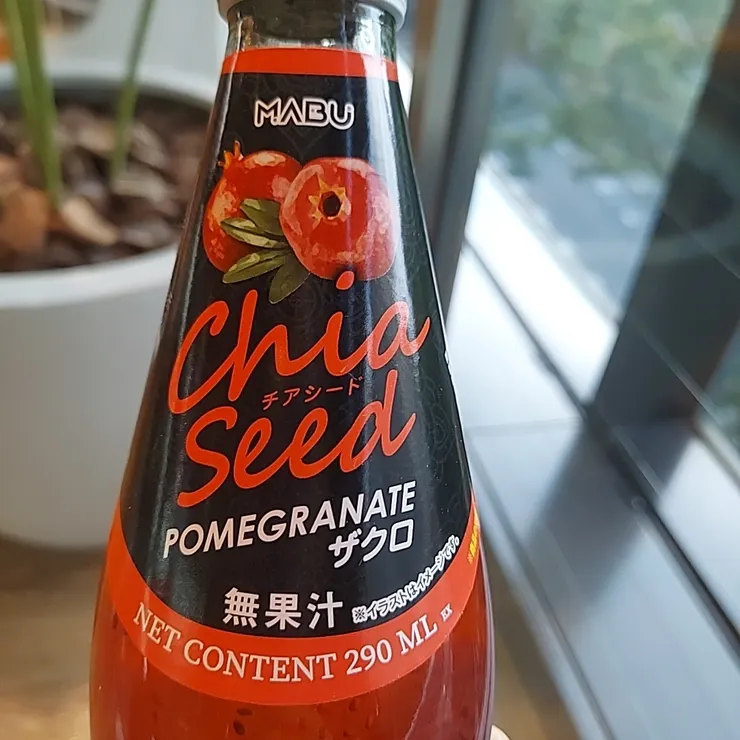 MABU
Chia
チアシード
Seed
POMEGRANATE
ザクロ
無果汁
※イラストはイメージです。
NET CONTENT 290 ML EX